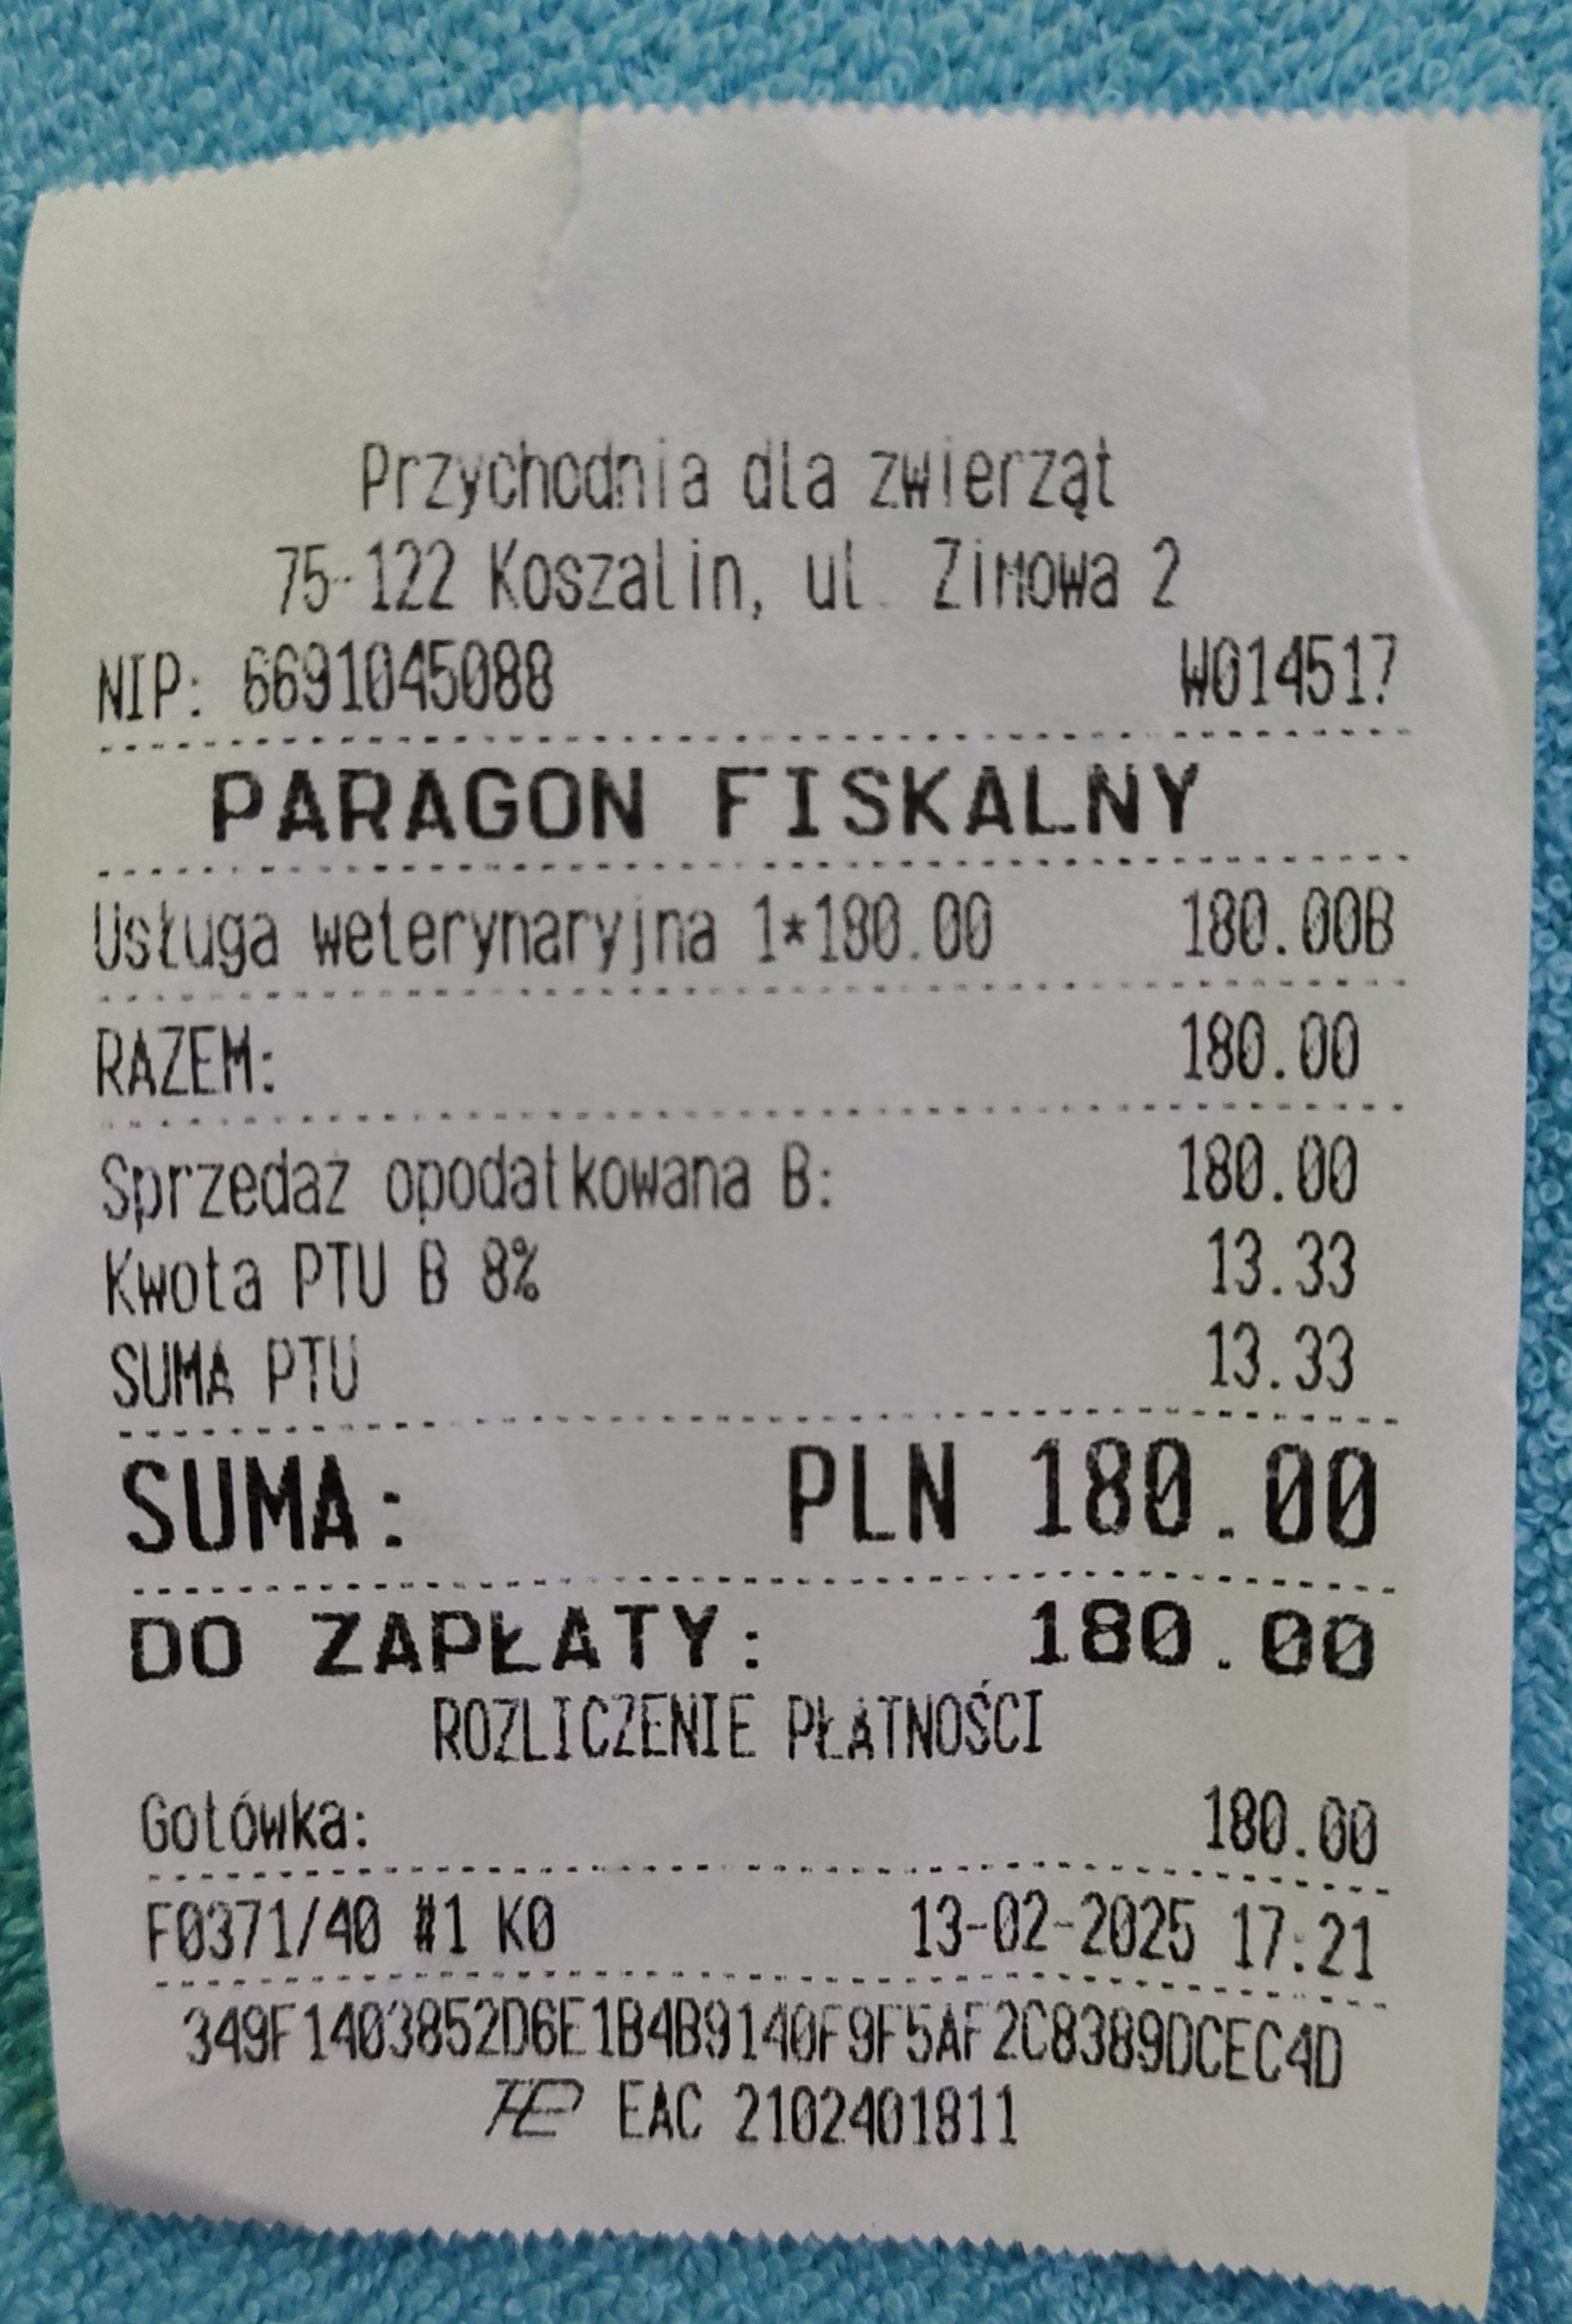 Przychodnia dla zwierząt
75-122 Koszalin, ul. Zimowa 2
NIP: 6691045088 W014517
PARAGON FISKALNY
Usługa weterynaryjna 1*180.00 180.00B
RAZEM: 180.00
Sprzedaż opodatkowana B: 180.00
Kwota PTU B 8% 13.33
SUMA PTU 13.33
SUMA: PLN 180.00
DO ZAPŁATY: 180.00
ROZLICZENIE PŁATNOŚCI
Gotówka: 180.00
F0371/40 #1 K0 13-02-2025 17:21
349F1403852D6E1B4B9140F9F5AF2C8389DCEC4D
EAC 2102401811